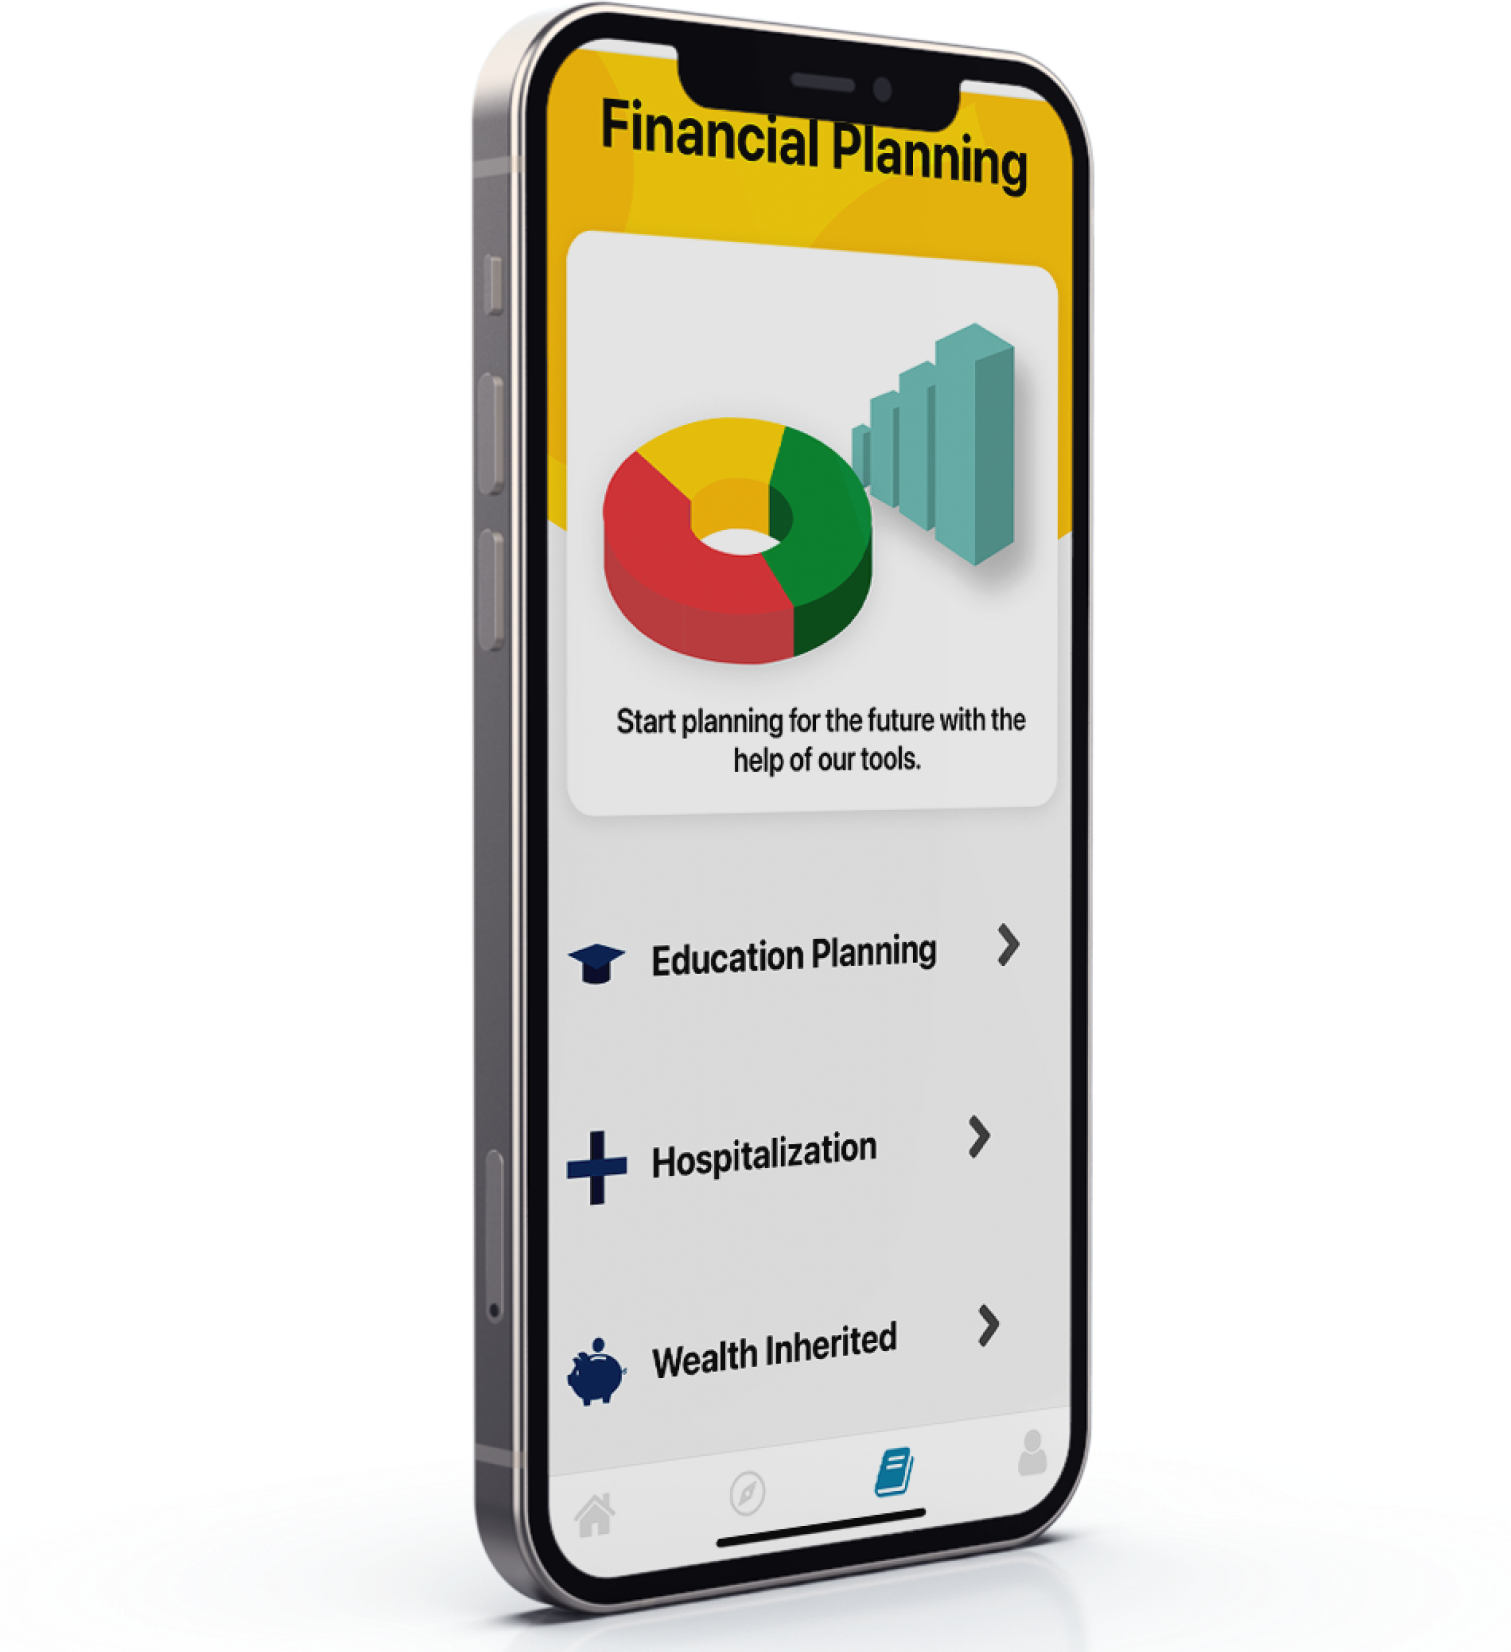 Financial Planning
Start planning for the future with the
help of our tools.
Education Planning
Hospitalization
Wealth Inherited